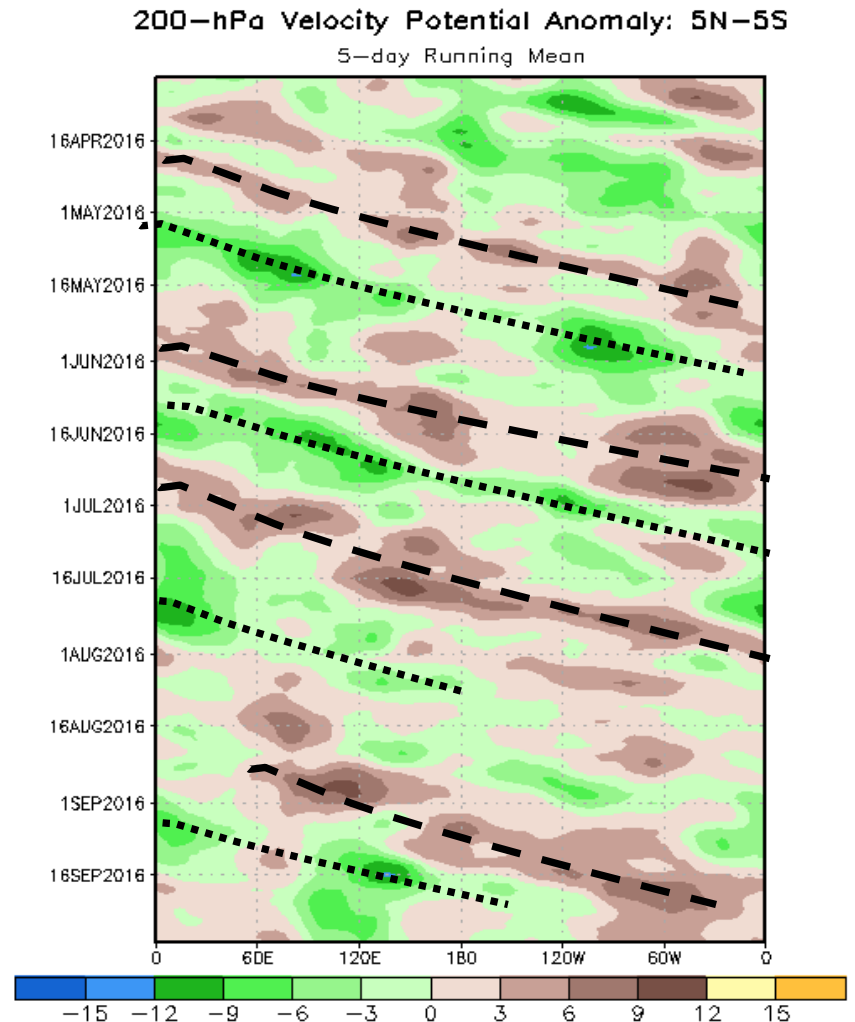 200-hPa Velocity Potential Anomaly: 5N-5S
5-day Running Mean
16APR2016
1MAY2016
16MAY2016
1JUN2016
16JUN2016
1JUL2016
16JUL2016
1AUG2016
16AUG2016
1SEP2016
16SEP2016
0 60E 120E 180 120W 60W 0
-15 -12 -9 -6 -3 0 3 6 9 12 15